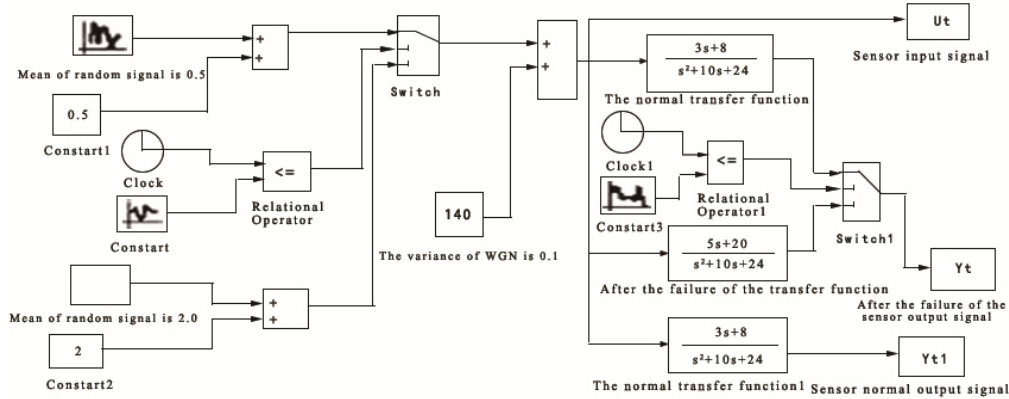 Mean of random signal is 0.5
+
+
0.5
Constart1
Clock
Constart
<=
Relational
Operator
Switch
Mean of random signal is 2.0
+
+
2
Constart2
+
+
140
The variance of WGN is 0.1
Ut
Sensor input signal
3s+8
s²+10s+24
The normal transfer function
Clock1
Constart3
<=
Relational
Operator1
Switch1
5s+20
s²+10s+24
After the failure of the transfer function
Yt
After the failure of the
sensor output signal
3s+8
s²+10s+24
The normal transfer function1
Yt1
Sensor normal output signal